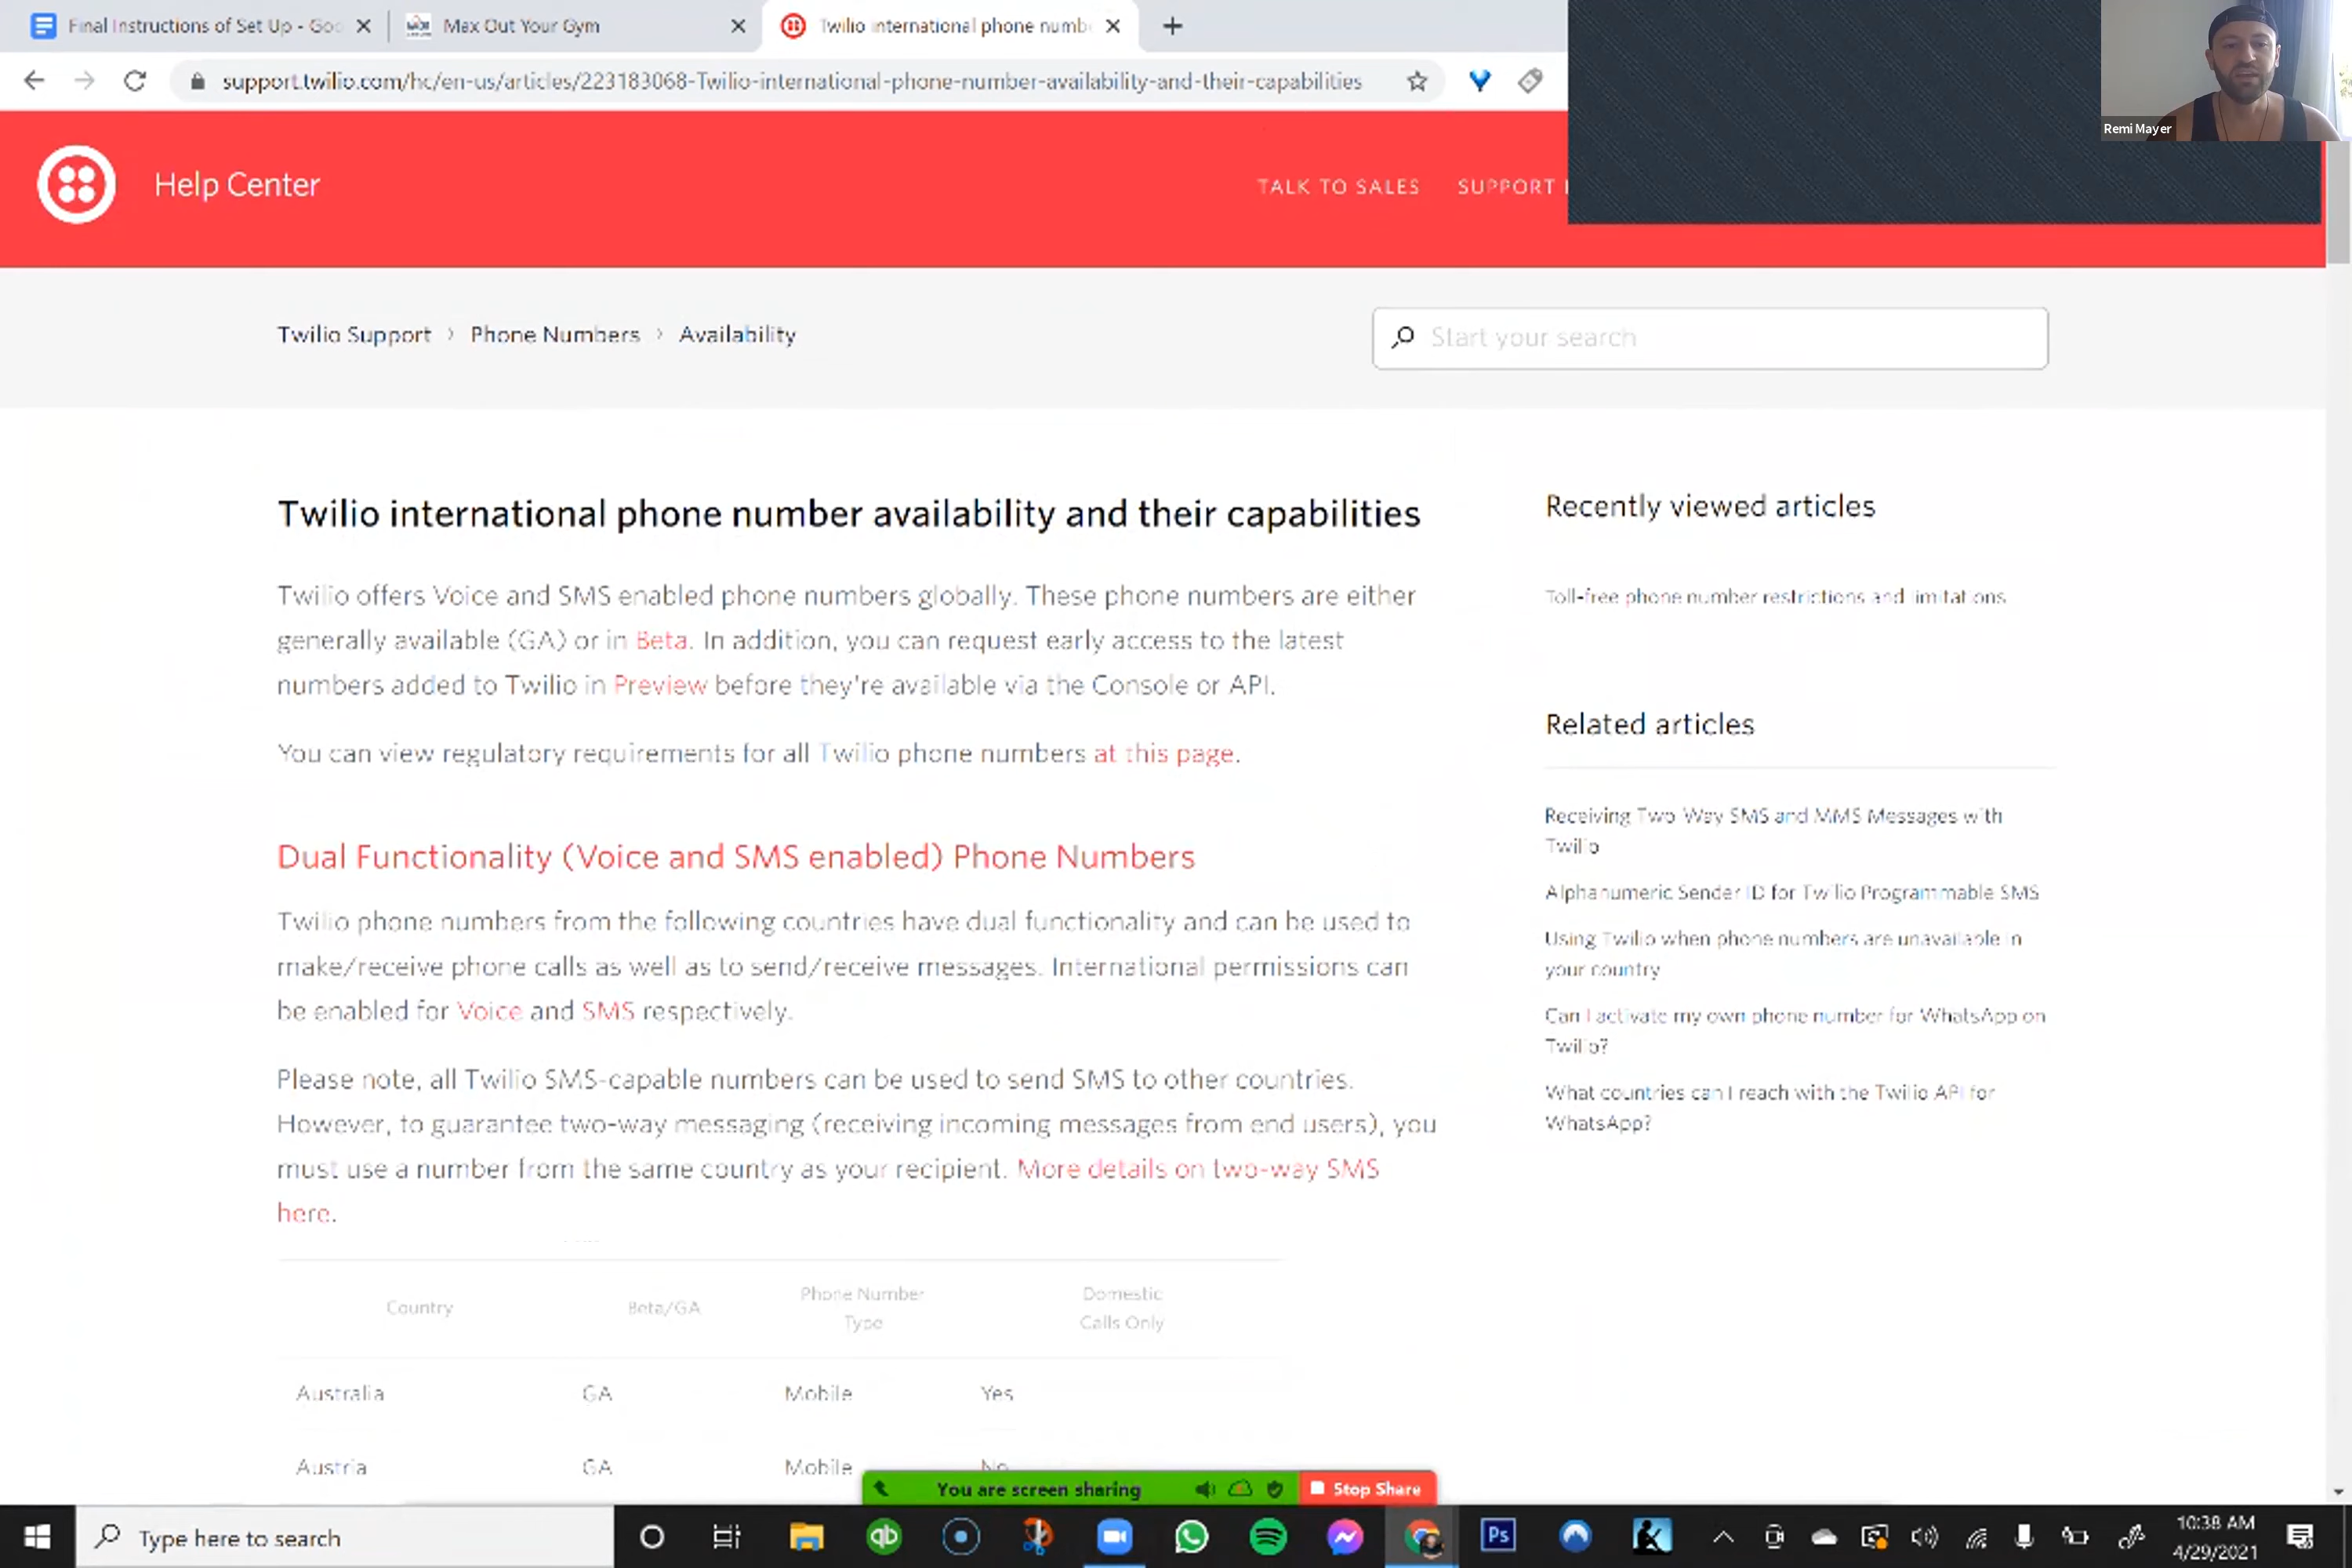 Final Instructions of Set Up - Goo
Max Out Your Gym
Twilio international phone numb
support.twilio.com/hc/en-us/articles/223183068-Twilio-international-phone-number-availability-and-their-capabilities
Remi Mayer
Help Center
TALK TO SALES
SUPPORT
Twilio Support > Phone Numbers > Availability
Start your search
Twilio international phone number availability and their capabilities
Twilio offers Voice and SMS enabled phone numbers globally. These phone numbers are either
generally available (GA) or in Beta. In addition, you can request early access to the latest
numbers added to Twilio in Preview before they're available via the Console or API.
You can view regulatory requirements for all Twilio phone numbers at this page.
Dual Functionality (Voice and SMS enabled) Phone Numbers
Twilio phone numbers from the following countries have dual functionality and can be used to
make/receive phone calls as well as to send/receive messages. International permissions can
be enabled for Voice and SMS respectively.
Please note, all Twilio SMS-capable numbers can be used to send SMS to other countries.
However, to guarantee two-way messaging (receiving incoming messages from end users), you
must use a number from the same country as your recipient. More details on two-way SMS
here.
Country Beta/GA Phone Number Type Domestic Calls Only
Australia GA Mobile Yes
Austria GA Mobile No
Recently viewed articles
Toll-free phone number restrictions and limitations
Related articles
Receiving Two-Way SMS and MMS Messages with
Twilio
Alphanumeric Sender ID for Twilio Programmable SMS
Using Twilio when phone numbers are unavailable in
your country
Can I activate my own phone number for WhatsApp on
Twilio?
What countries can I reach with the Twilio API for
WhatsApp?
You are screen sharing
Stop Share
Type here to search
qb
Ps
10:38 AM
4/29/2021